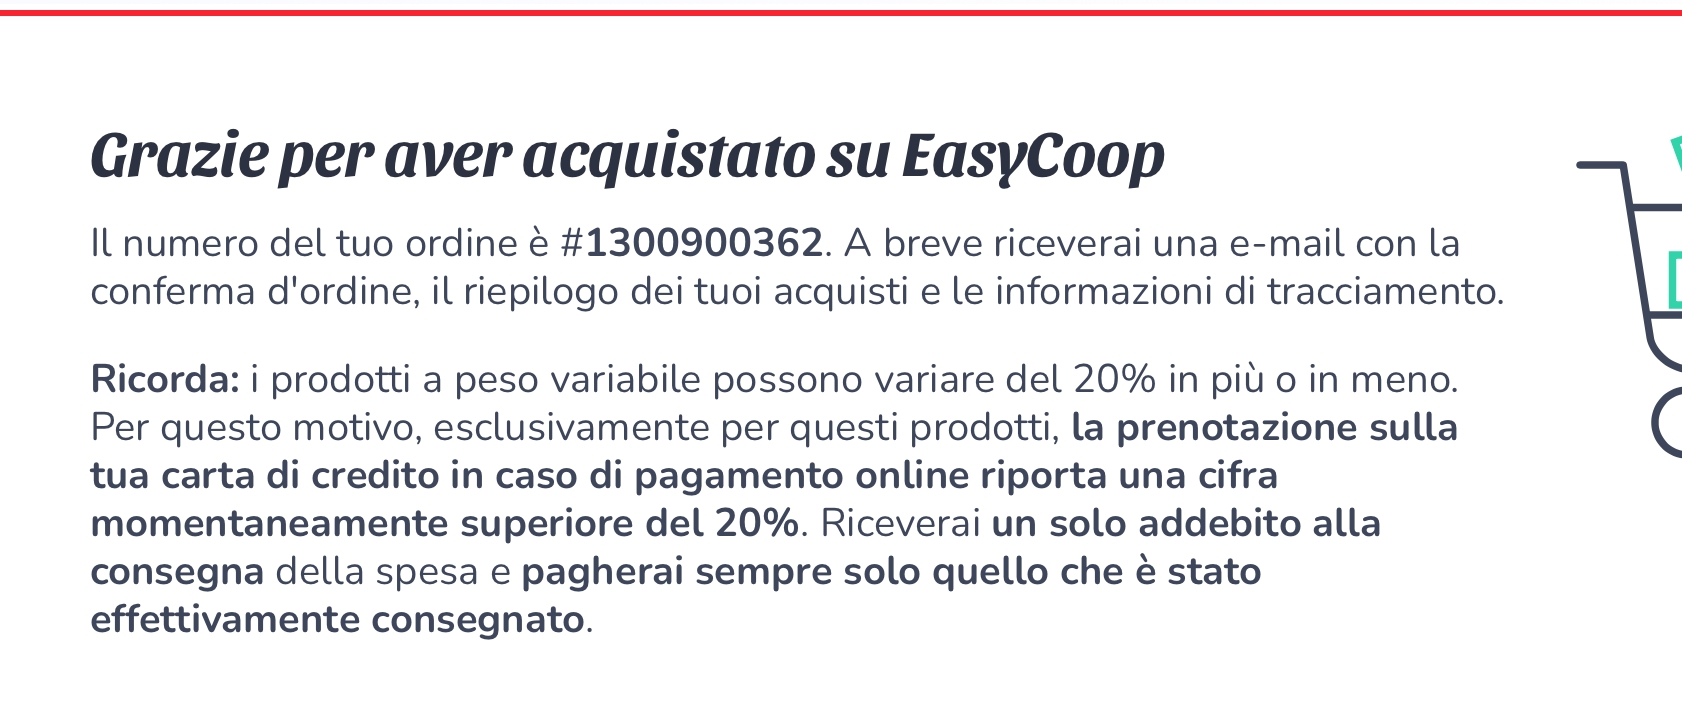 Grazie per aver acquistato su EasyCoop
Il numero del tuo ordine è #1300900362. A breve riceverai una e-mail con la
conferma d'ordine, il riepilogo dei tuoi acquisti e le informazioni di tracciamento.
Ricorda: i prodotti a peso variabile possono variare del 20% in più o in meno.
Per questo motivo, esclusivamente per questi prodotti, la prenotazione sulla
tua carta di credito in caso di pagamento online riporta una cifra
momentaneamente superiore del 20%. Riceverai un solo addebito alla
consegna della spesa e pagherai sempre solo quello che è stato
effettivamente consegnato.